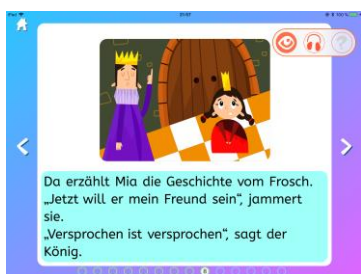 Da erzählt Mia die Geschichte vom Frosch.
„Jetzt will er mein Freund sein“, jammert
sie.
„Versprochen ist versprochen“, sagt der
König.